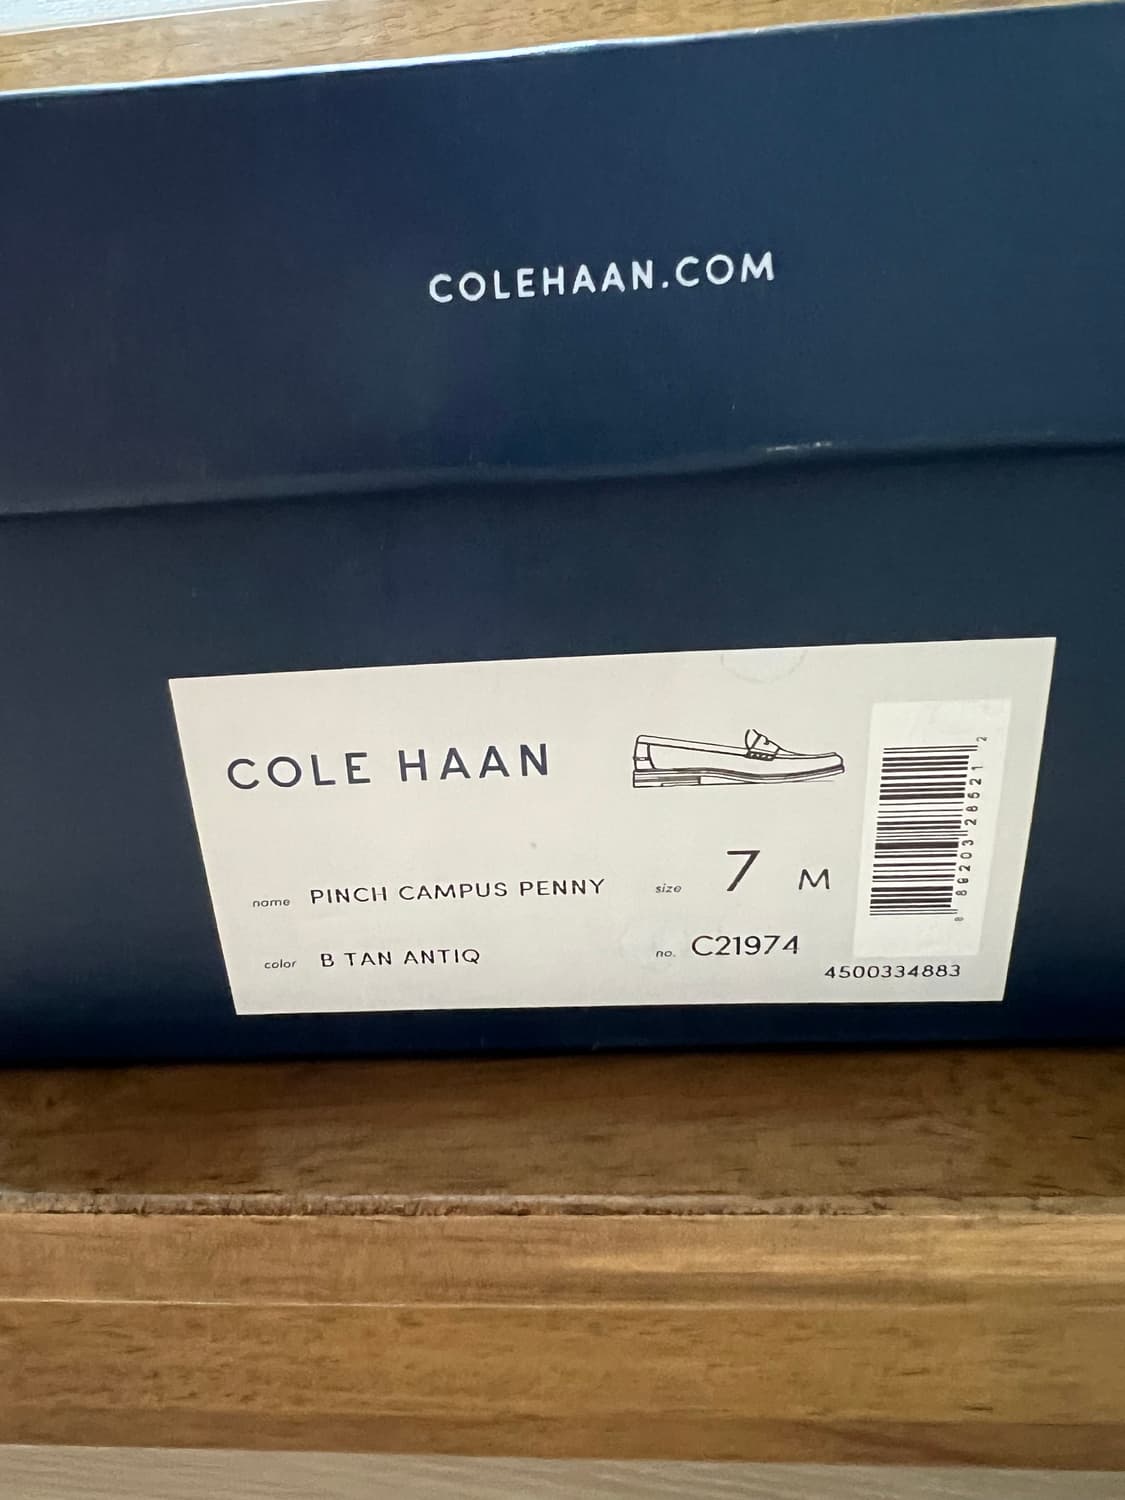 COLEHAAN.COM
COLE HAAN
name PINCH CAMPUS PENNY
size 7 M
color B TAN ANTIQ
no. C21974
4500334883